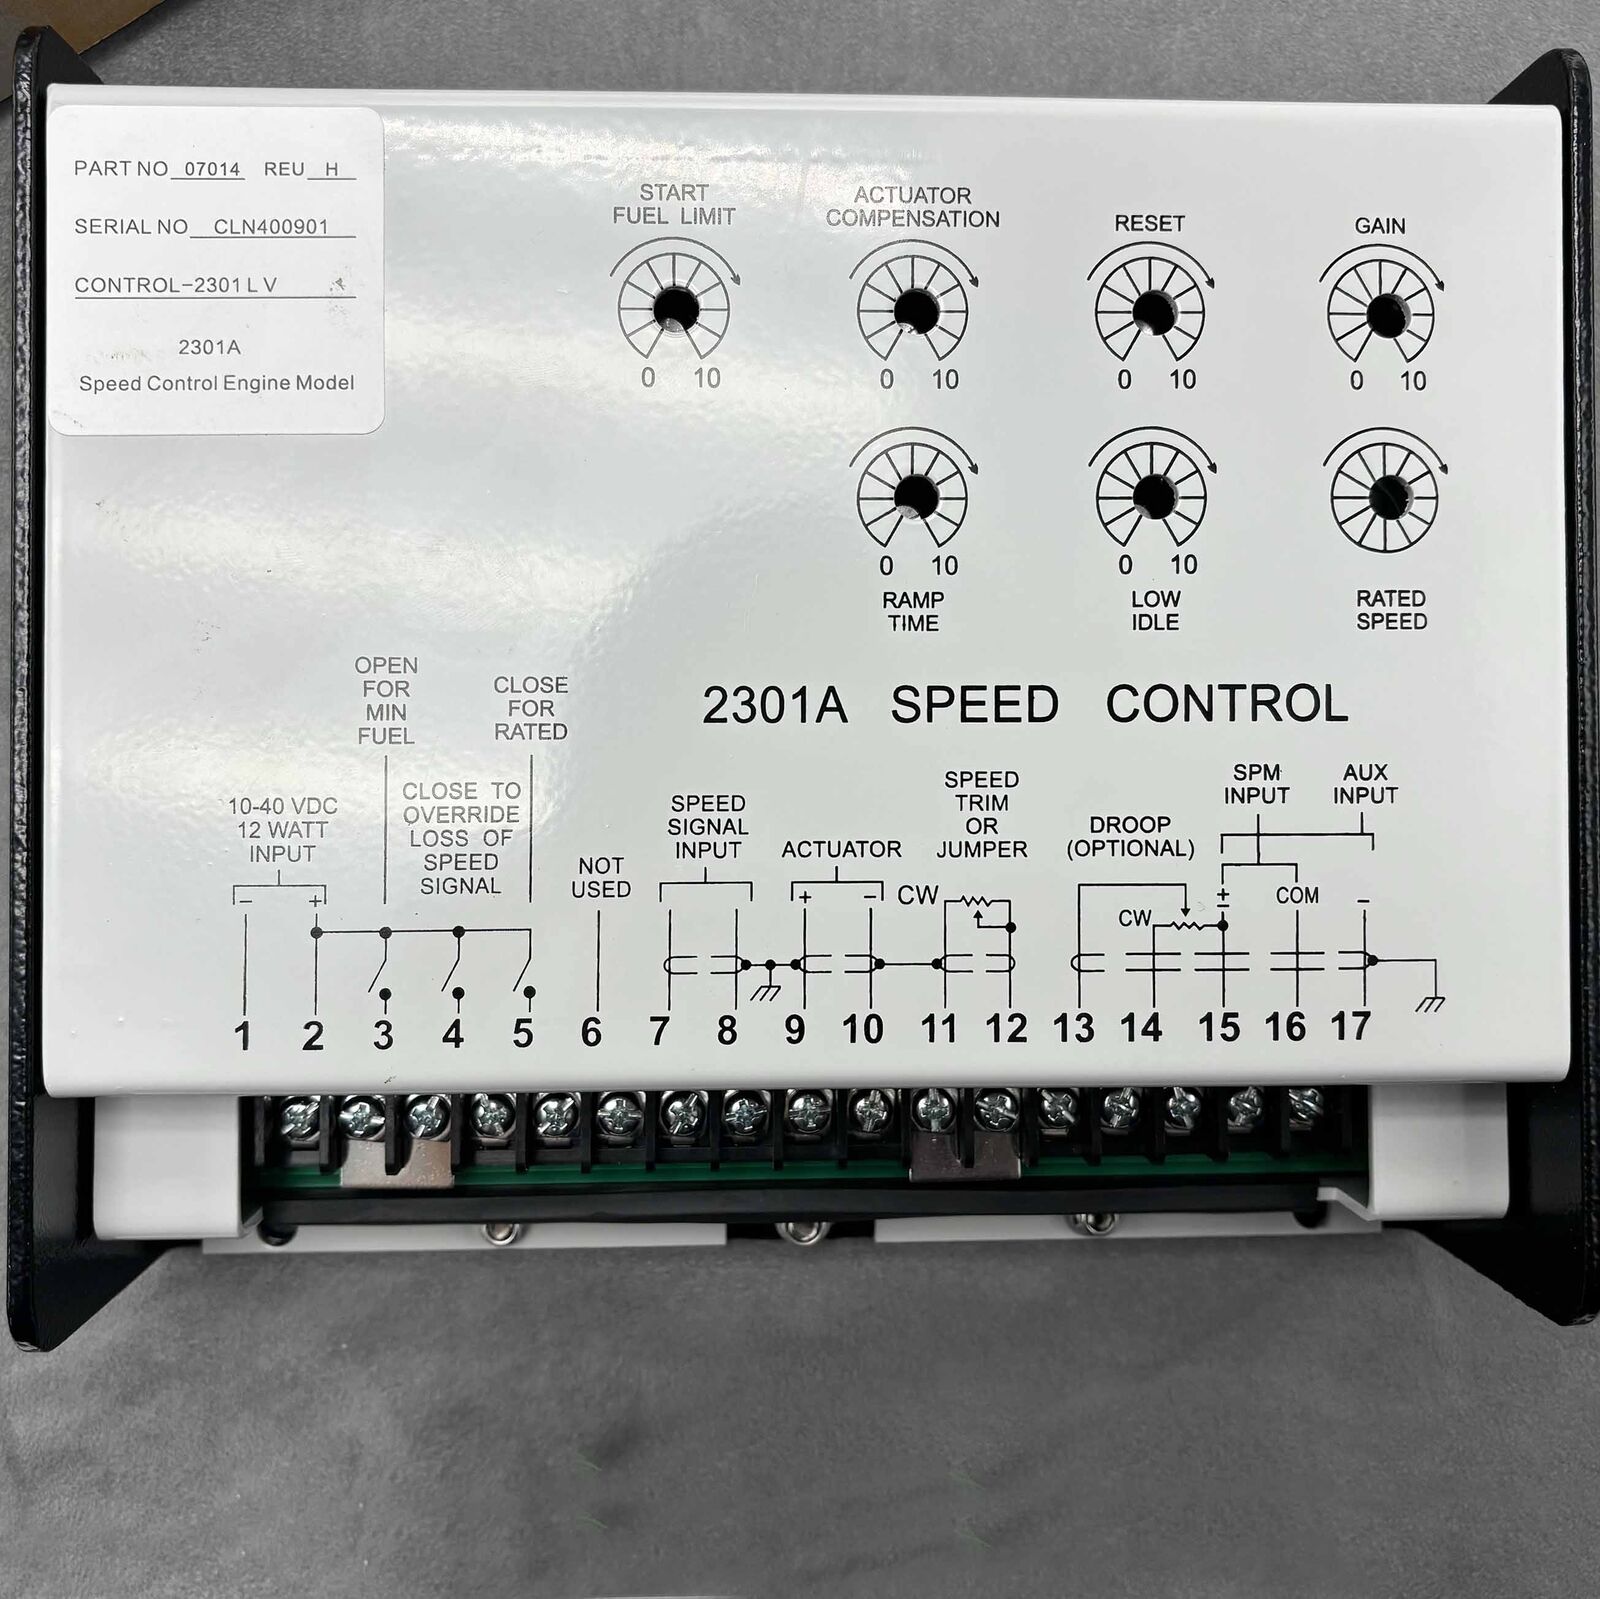 PART NO 07014 REU H
SERIAL NO CLN400901
CONTROL-2301 L V
2301A
Speed Control Engine Model
START
FUEL LIMIT
0 10
ACTUATOR
COMPENSATION
0 10
RESET
0 10
GAIN
0 10
0 10
RAMP
TIME
0 10
LOW
IDLE
RATED
SPEED
2301A SPEED CONTROL
10-40 VDC
12 WATT
INPUT
- +
OPEN
FOR
MIN
FUEL
CLOSE TO
OVERRIDE
LOSS OF
SPEED
SIGNAL
CLOSE
FOR
RATED
NOT
USED
SPEED
SIGNAL
INPUT
ACTUATOR
+ -
SPEED
TRIM
OR
JUMPER
CW
DROOP
(OPTIONAL)
CW
SPM
INPUT
±
COM
AUX
INPUT
-
1 2 3 4 5 6 7 8 9 10 11 12 13 14 15 16 17